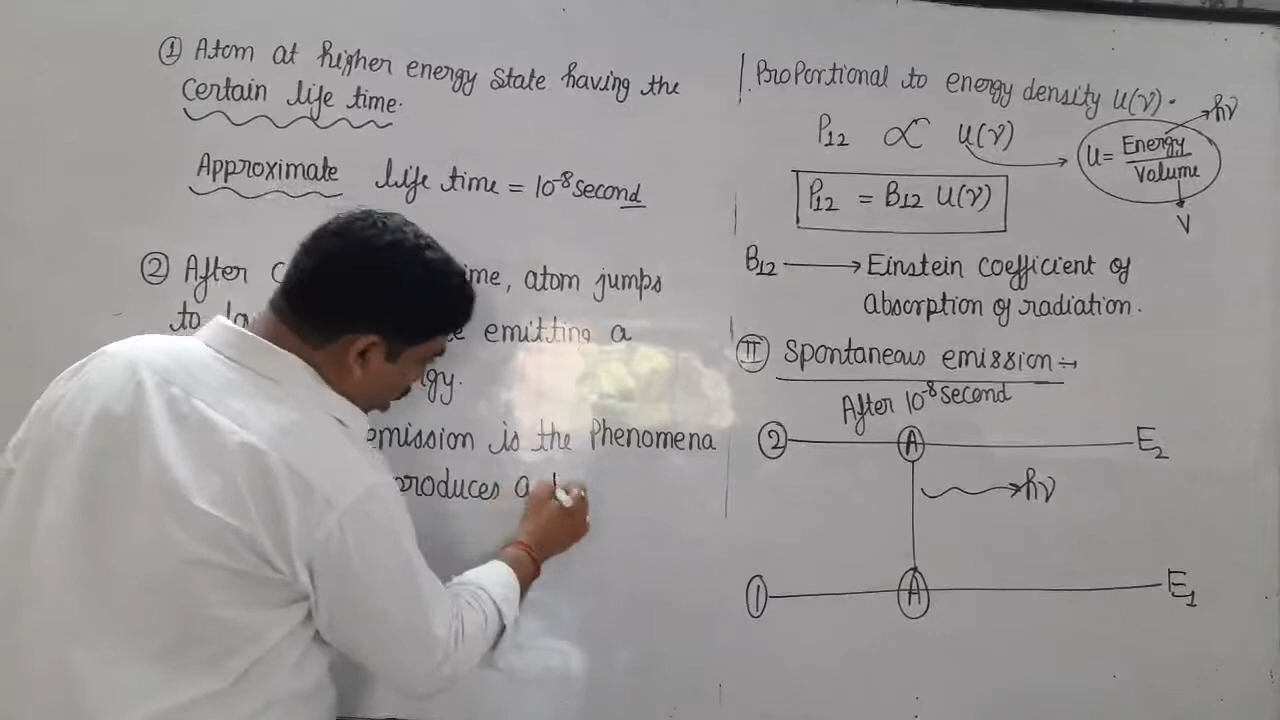 ① Atom at higher energy state having the
certain life time.
Approximate life time = 10⁻⁸ second
② After ime, atom jumps
to emitting a
gy.
emission is the Phenomena
produces a
Proportional to energy density u(ν).
P₁₂ ∝ u(ν)
U = Energy/Volume
hν
V
P₁₂ = B₁₂ U(ν)
B₁₂ → Einstein coefficient of
absorption of radiation.
Ⅱ Spontaneous emission :-
After 10⁻⁸ second
② A E₂
hν
① A E₁